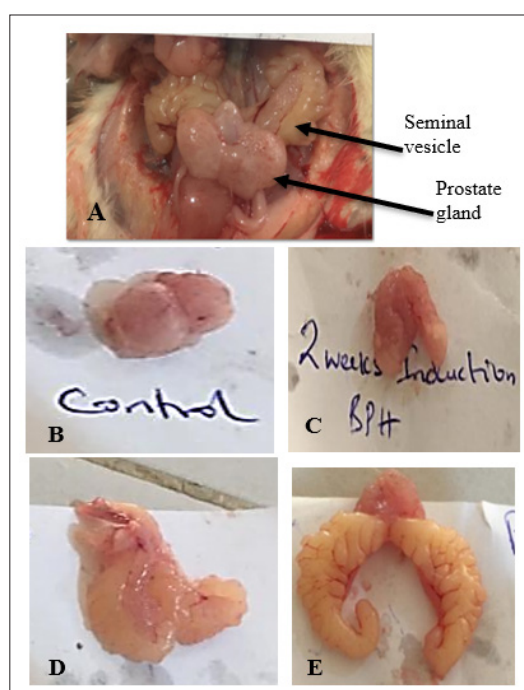 Seminal
vesicle
Prostate
gland
A
Control
B
2 weeks Induction
BPH
C
D
E